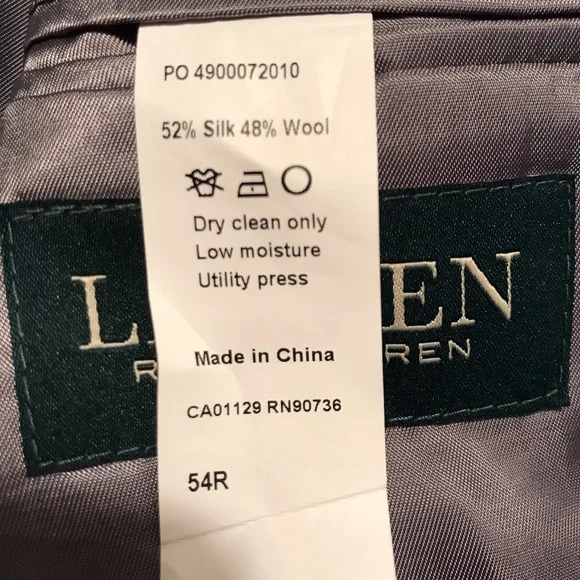 PO 4900072010
52% Silk 48% Wool
Dry clean only
Low moisture
Utility press
Made in China
CA01129 RN90736
54R